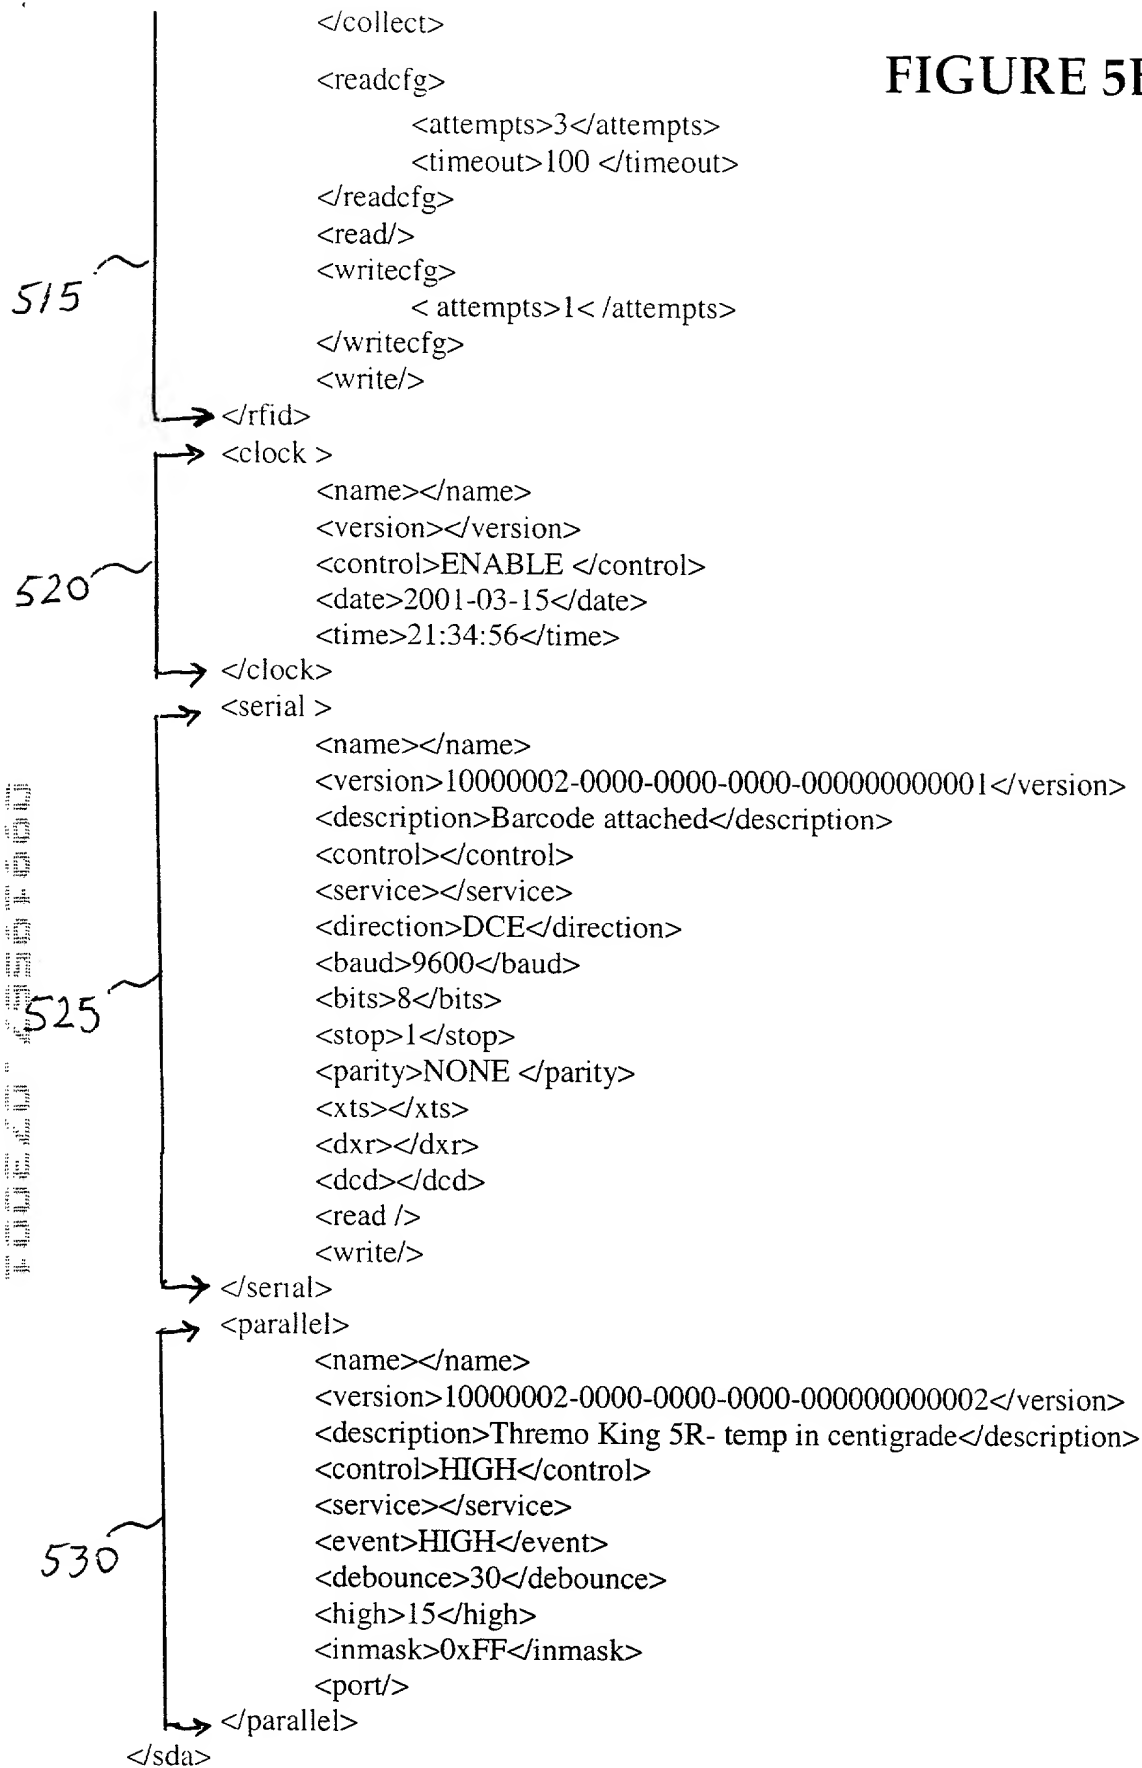 </collect>
FIGURE 5
<readcfg>
<attempts>3</attempts>
<timeout>100 </timeout>
</readcfg>
<read/>
<writecfg>
515
< attempts>1< /attempts>
</writecfg>
<write/>
</rfid>
<clock >
<name></name>
<version></version>
<control>ENABLE </control>
520
<date>2001-03-15</date>
<time>21:34:56</time>
</clock>
<serial >
<name></name>
<version>10000002-0000-0000-0000-000000000001</version>
<description>Barcode attached</description>
<control></control>
<service></service>
<direction>DCE</direction>
<baud>9600</baud>
<bits>8</bits>
525
<stop>1</stop>
<parity>NONE </parity>
<xts></xts>
<dxr></dxr>
<dcd></dcd>
<read />
<write/>
</serial>
<parallel>
<name></name>
<version>10000002-0000-0000-0000-000000000002</version>
<description>Thremo King 5R- temp in centigrade</description>
<control>HIGH</control>
<service></service>
<event>HIGH</event>
530
<debounce>30</debounce>
<high>15</high>
<inmask>0xFF</inmask>
<port/>
</parallel>
</sda>